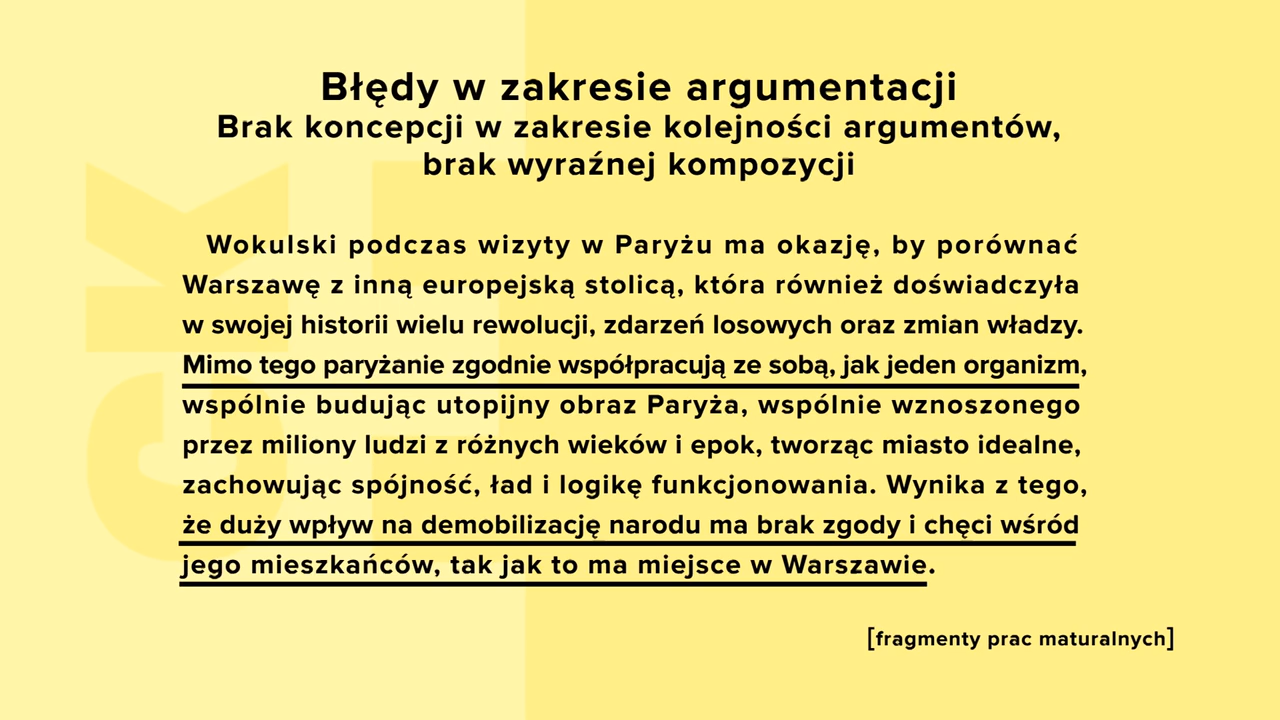 Błędy w zakresie argumentacji
Brak koncepcji w zakresie kolejności argumentów,
brak wyraźnej kompozycji
Wokulski podczas wizyty w Paryżu ma okazję, by porównać
Warszawę z inną europejską stolicą, która również doświadczyła
w swojej historii wielu rewolucji, zdarzeń losowych oraz zmian władzy.
Mimo tego paryżanie zgodnie współpracują ze sobą, jak jeden organizm,
wspólnie budując utopijny obraz Paryża, wspólnie wznoszonego
przez miliony ludzi z różnych wieków i epok, tworząc miasto idealne,
zachowując spójność, ład i logikę funkcjonowania. Wynika z tego,
że duży wpływ na demobilizację narodu ma brak zgody i chęci wśród
jego mieszkańców, tak jak to ma miejsce w Warszawie.
[fragmenty prac maturalnych]